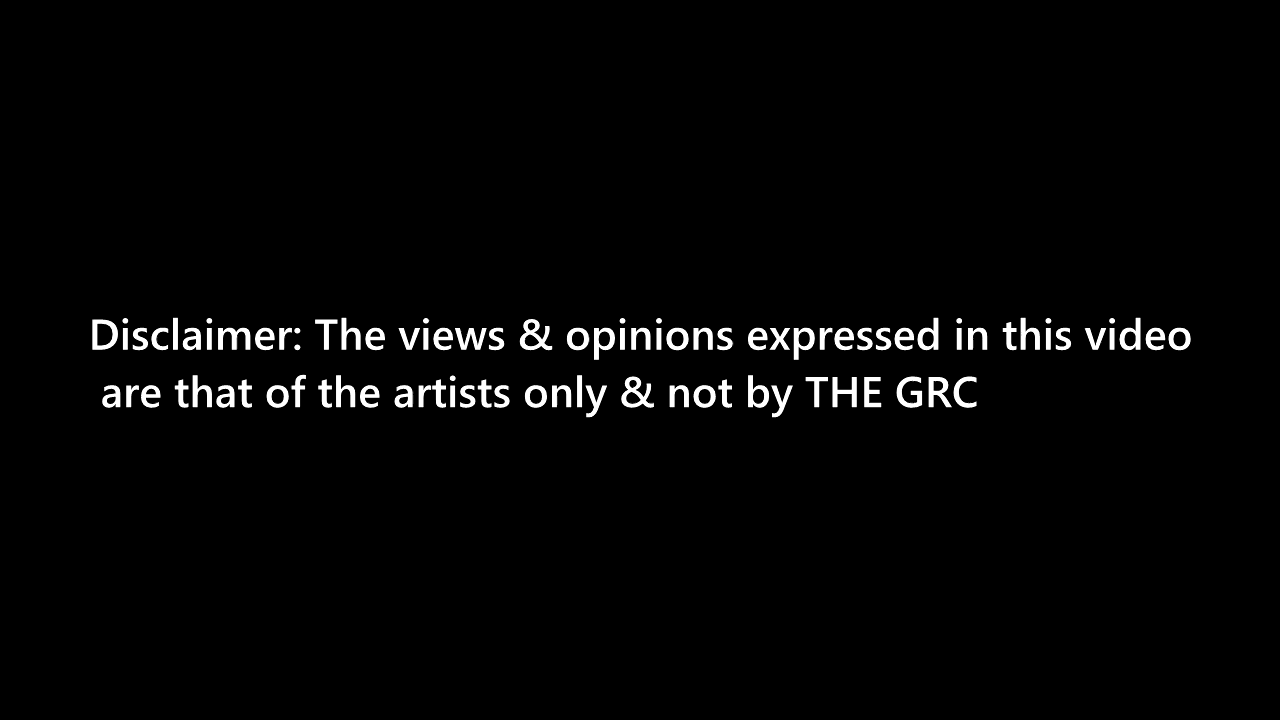 Disclaimer: The views & opinions expressed in this video
are that of the artists only & not by THE GRC